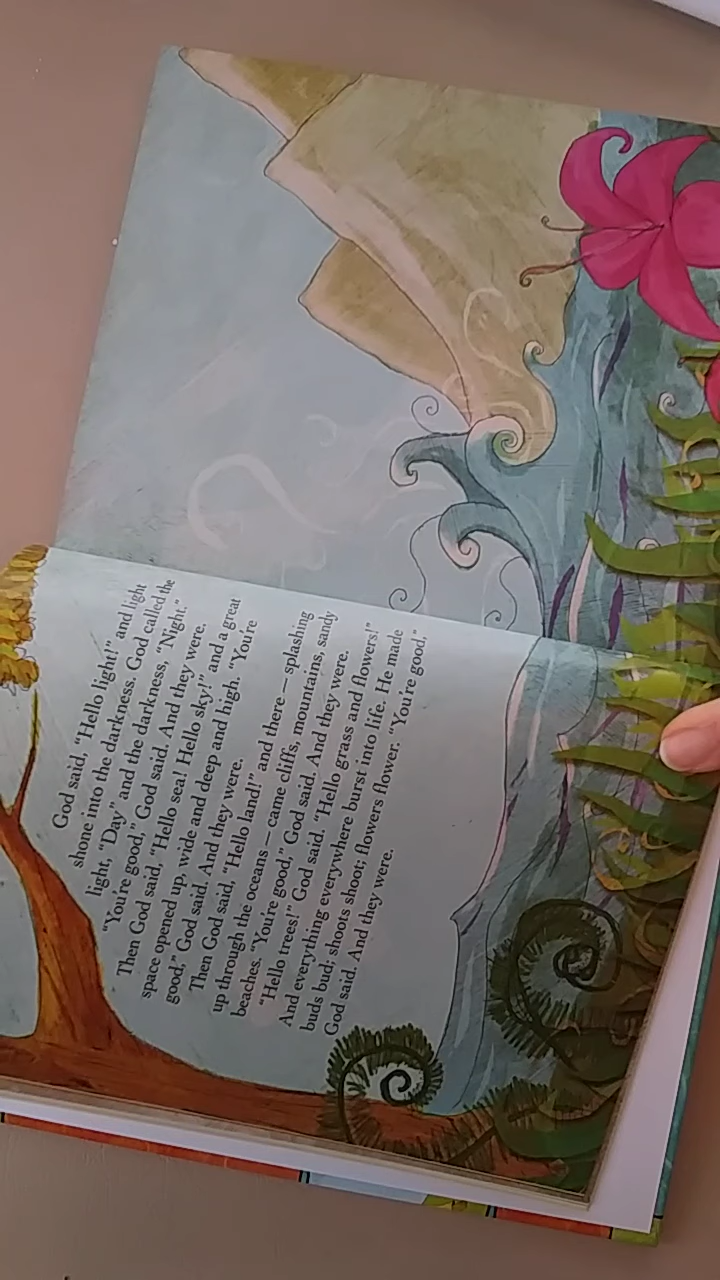 God said, “Hello light!” and light
shone into the darkness. God called the
light, “Day” and the darkness, “Night.”
“You’re good,” God said. And they were.
Then God said, “Hello sea! Hello sky!” and a great
space opened up, wide and deep and high. “You’re
good,” God said. And they were.
Then God said, “Hello land!” and there — splashing
up through the oceans — came cliffs, mountains, sandy
beaches. “You’re good,” God said. And they were.
“Hello trees!” God said. “Hello grass and flowers!”
And everything everywhere burst into life. He made
buds bud; shoots shoot; flowers flower. “You’re good,”
God said. And they were.